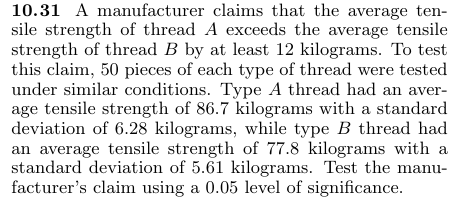 10.31 A manufacturer claims that the average ten-
sile strength of thread A exceeds the average tensile
strength of thread B by at least 12 kilograms. To test
this claim, 50 pieces of each type of thread were tested
under similar conditions. Type A thread had an aver-
age tensile strength of 86.7 kilograms with a standard
deviation of 6.28 kilograms, while type B thread had
an average tensile strength of 77.8 kilograms with a
standard deviation of 5.61 kilograms. Test the manu-
facturer's claim using a 0.05 level of significance.